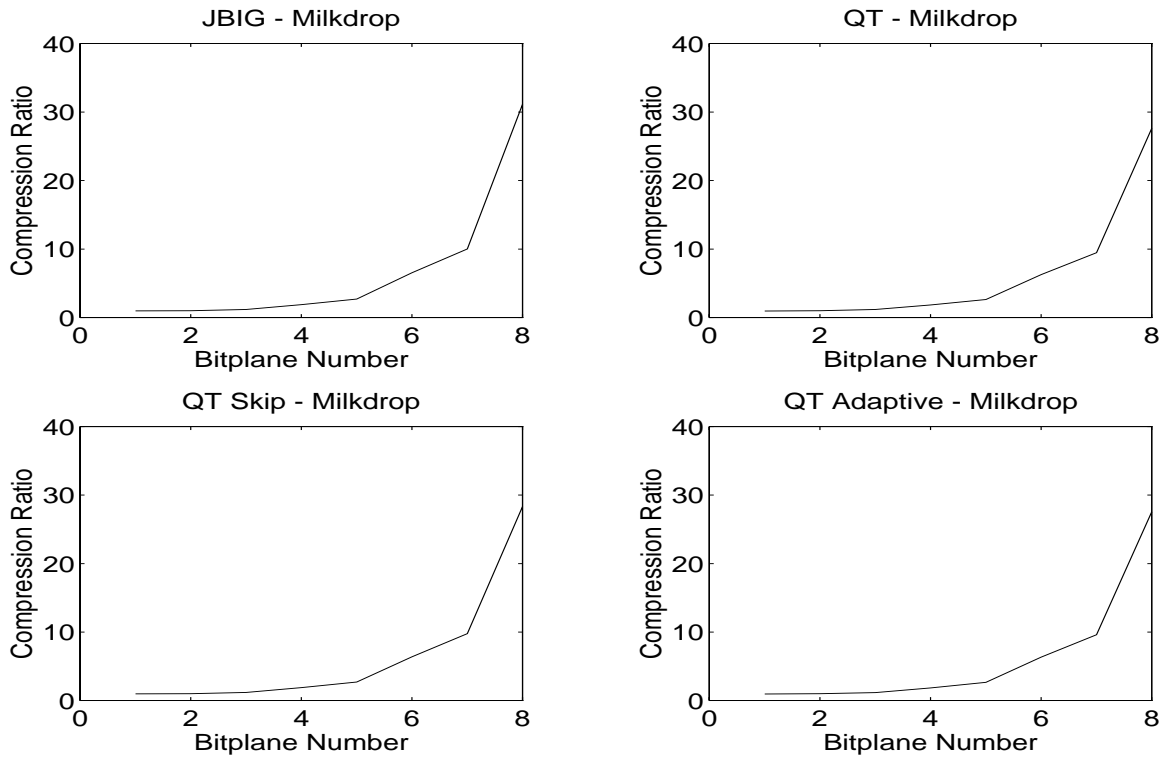 JBIG - Milkdrop
40
30
20
10
0
Compression Ratio
0 2 4 6 8
Bitplane Number
QT - Milkdrop
40
30
20
10
0
Compression Ratio
0 2 4 6 8
Bitplane Number
QT Skip - Milkdrop
40
30
20
10
0
Compression Ratio
0 2 4 6 8
Bitplane Number
QT Adaptive - Milkdrop
40
30
20
10
0
Compression Ratio
0 2 4 6 8
Bitplane Number